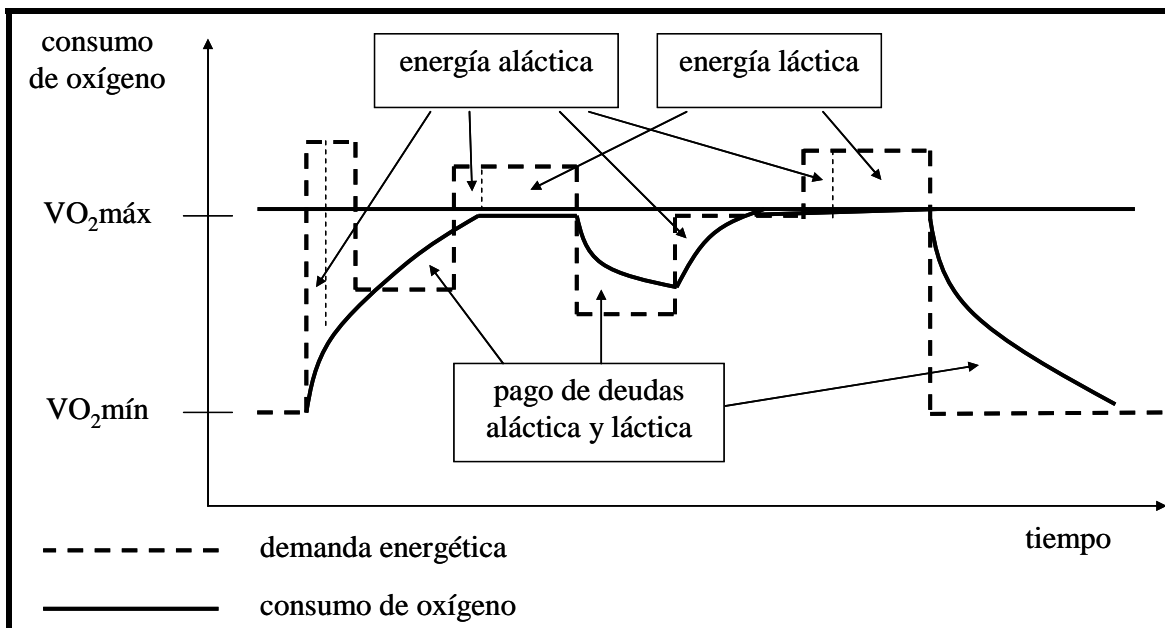 consumo
de oxígeno
energía aláctica
energía láctica
VO₂máx
VO₂mín
pago de deudas
aláctica y láctica
tiempo
demanda energética
consumo de oxígeno